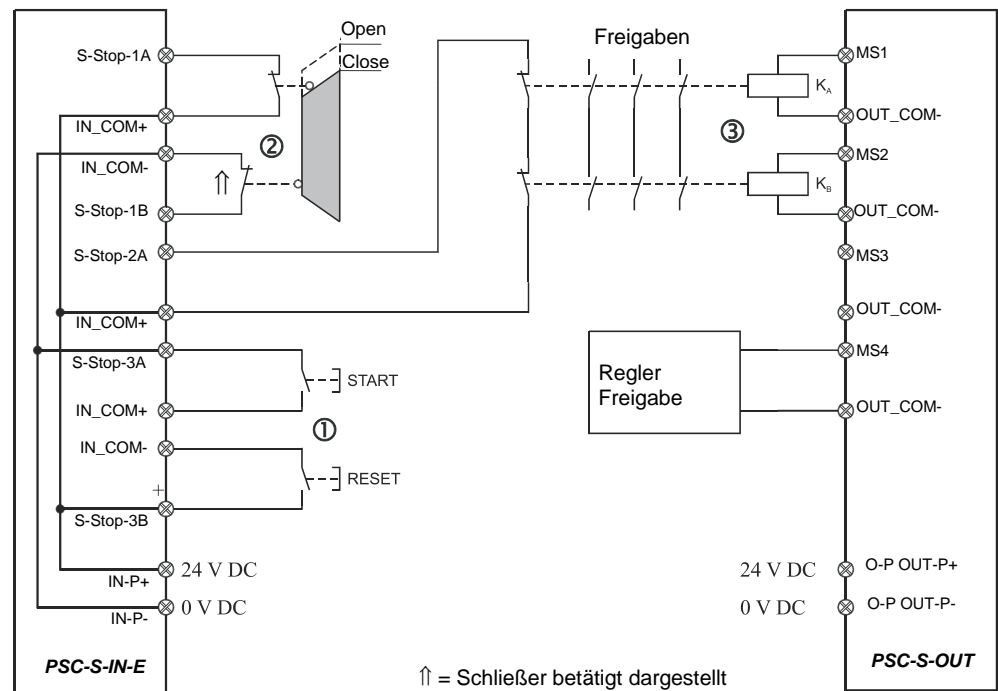 S-Stop-1A
IN_COM+
IN_COM-
S-Stop-1B
S-Stop-2A
IN_COM+
S-Stop-3A
IN_COM+
IN_COM-
+
S-Stop-3B
IN-P+
IN-P-
PSC-S-IN-E
Open
Close
②
⇑
START
①
RESET
24 V DC
0 V DC
Freigaben
③
K_A
K_B
Regler
Freigabe
24 V DC
0 V DC
MS1
OUT_COM-
MS2
OUT_COM-
MS3
OUT_COM-
MS4
OUT_COM-
O-P OUT-P+
O-P OUT-P-
PSC-S-OUT
⇑ = Schließer betätigt dargestellt